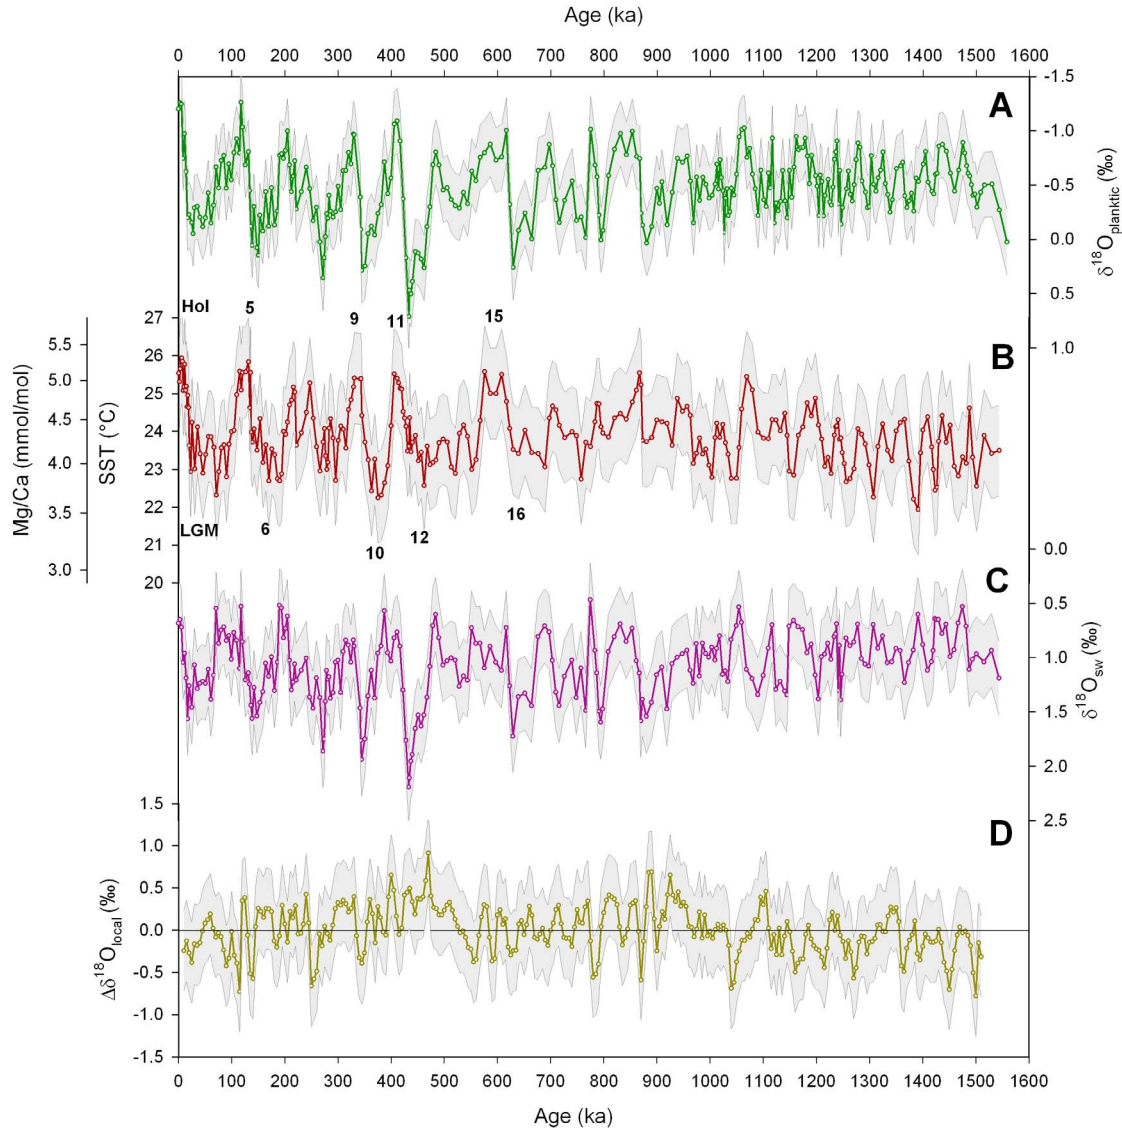 Age (ka)
0 100 200 300 400 500 600 700 800 900 1000 1100 1200 1300 1400 1500 1600
A
-1.5
-1.0
-0.5
0.0
0.5
1.0
δ¹⁸Oplanktic (‰)
Hol 5 9 11 15
B
Mg/Ca (mmol/mol)
5.5
5.0
4.5
4.0
3.5
3.0
SST (°C)
27
26
25
24
23
22
21
20
LGM 6 10 12 16
C
0.0
0.5
1.0
1.5
2.0
2.5
δ¹⁸Osw (‰)
D
1.5
1.0
0.5
0.0
-0.5
-1.0
-1.5
Δδ¹⁸Olocal (‰)
0 100 200 300 400 500 600 700 800 900 1000 1100 1200 1300 1400 1500 1600
Age (ka)